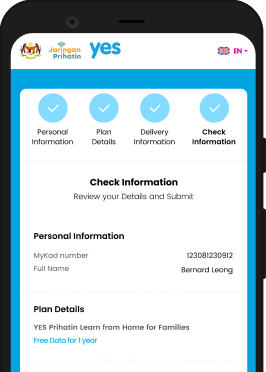 Jaringan
Prihatin
yes
EN
Personal
Information
Plan
Details
Delivery
Information
Check
Information
Check Information
Review your Details and Submit
Personal Information
MyKad number
123081230912
Full Name
Bernard Leong
Plan Details
YES Prihatin Learn from Home for Families
Free Data for 1 year